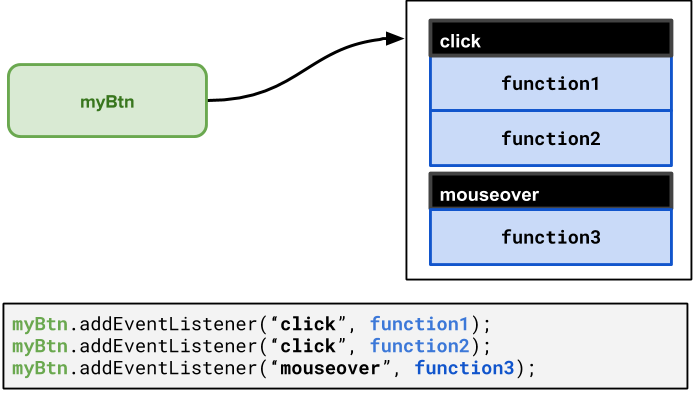 myBtn
click
function1
function2
mouseover
function3
myBtn.addEventListener(“click”, function1);
myBtn.addEventListener(“click”, function2);
myBtn.addEventListener(“mouseover”, function3);